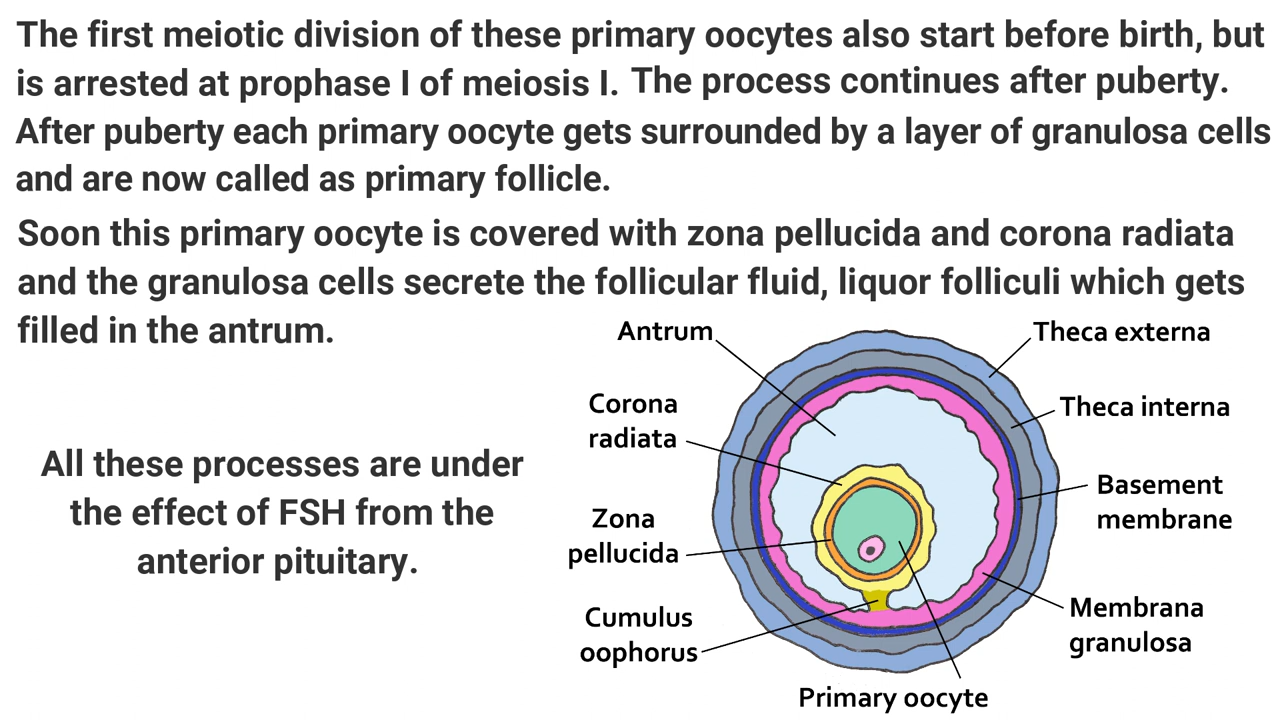 The first meiotic division of these primary oocytes also start before birth, but
is arrested at prophase I of meiosis I. The process continues after puberty.
After puberty each primary oocyte gets surrounded by a layer of granulosa cells
and are now called as primary follicle.
Soon this primary oocyte is covered with zona pellucida and corona radiata
and the granulosa cells secrete the follicular fluid, liquor folliculi which gets
filled in the antrum.
All these processes are under
the effect of FSH from the
anterior pituitary.
Antrum
Corona
radiata
Zona
pellucida
Cumulus
oophorus
Primary oocyte
Theca externa
Theca interna
Basement
membrane
Membrana
granulosa